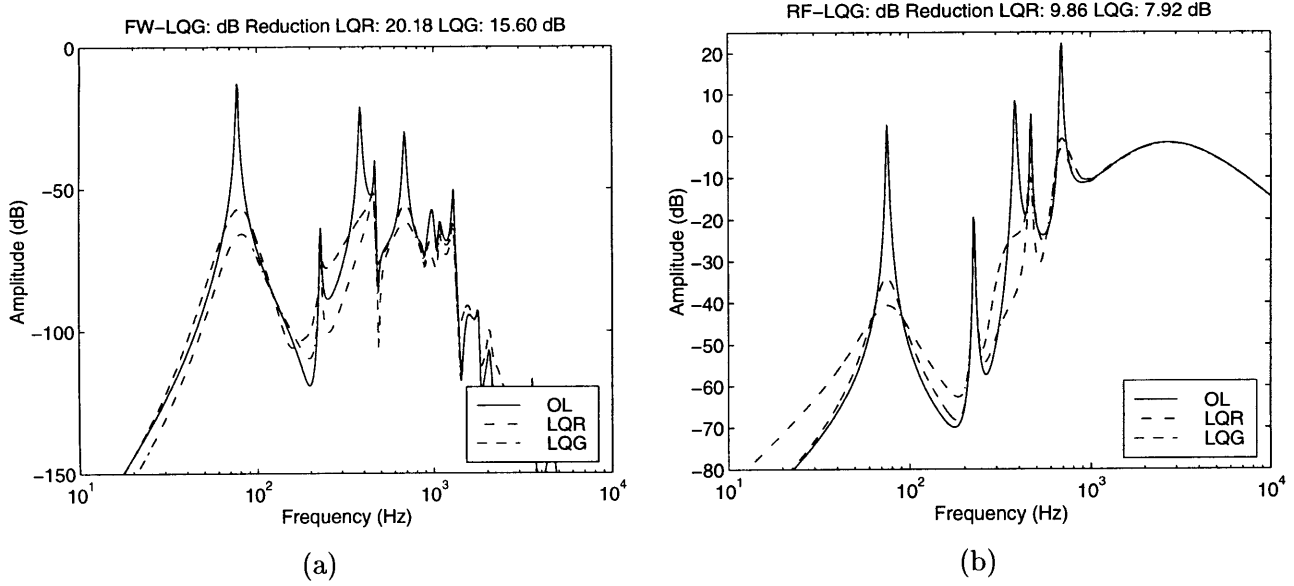 FW-LQG: dB Reduction LQR: 20.18 LQG: 15.60 dB
0
-50
-100
-150
Amplitude (dB)
OL
LQR
LQG
10^1
10^2
10^3
10^4
Frequency (Hz)
(a)
RF-LQG: dB Reduction LQR: 9.86 LQG: 7.92 dB
20
10
0
-10
-20
-30
-40
-50
-60
-70
-80
Amplitude (dB)
OL
LQR
LQG
10^1
10^2
10^3
10^4
Frequency (Hz)
(b)